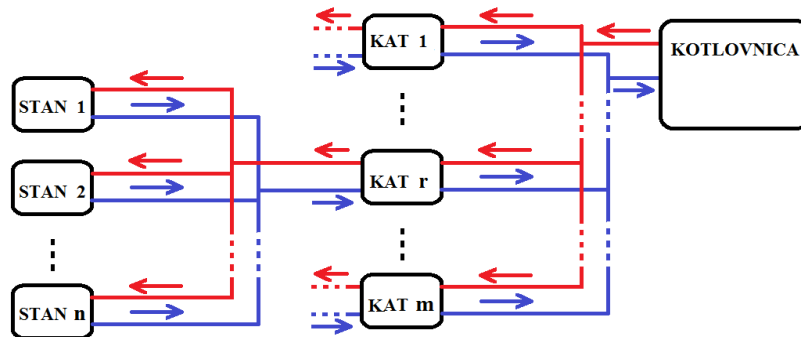 KAT 1
KOTLOVNICA
STAN 1
KAT r
STAN 2
KAT m
STAN n